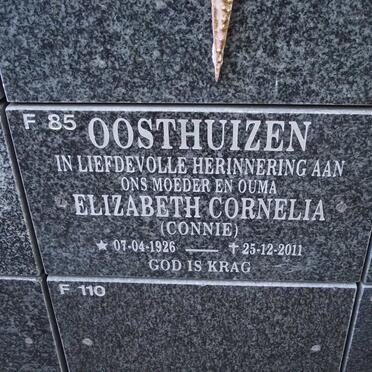 F 85 OOSTHUIZEN
IN LIEFDEVOLLE HERINNERING AAN
ONS MOEDER EN OUMA
ELIZABETH CORNELIA
(CONNIE)
★ 07-04-1926 — ✝ 25-12-2011
GOD IS KRAG
F 110